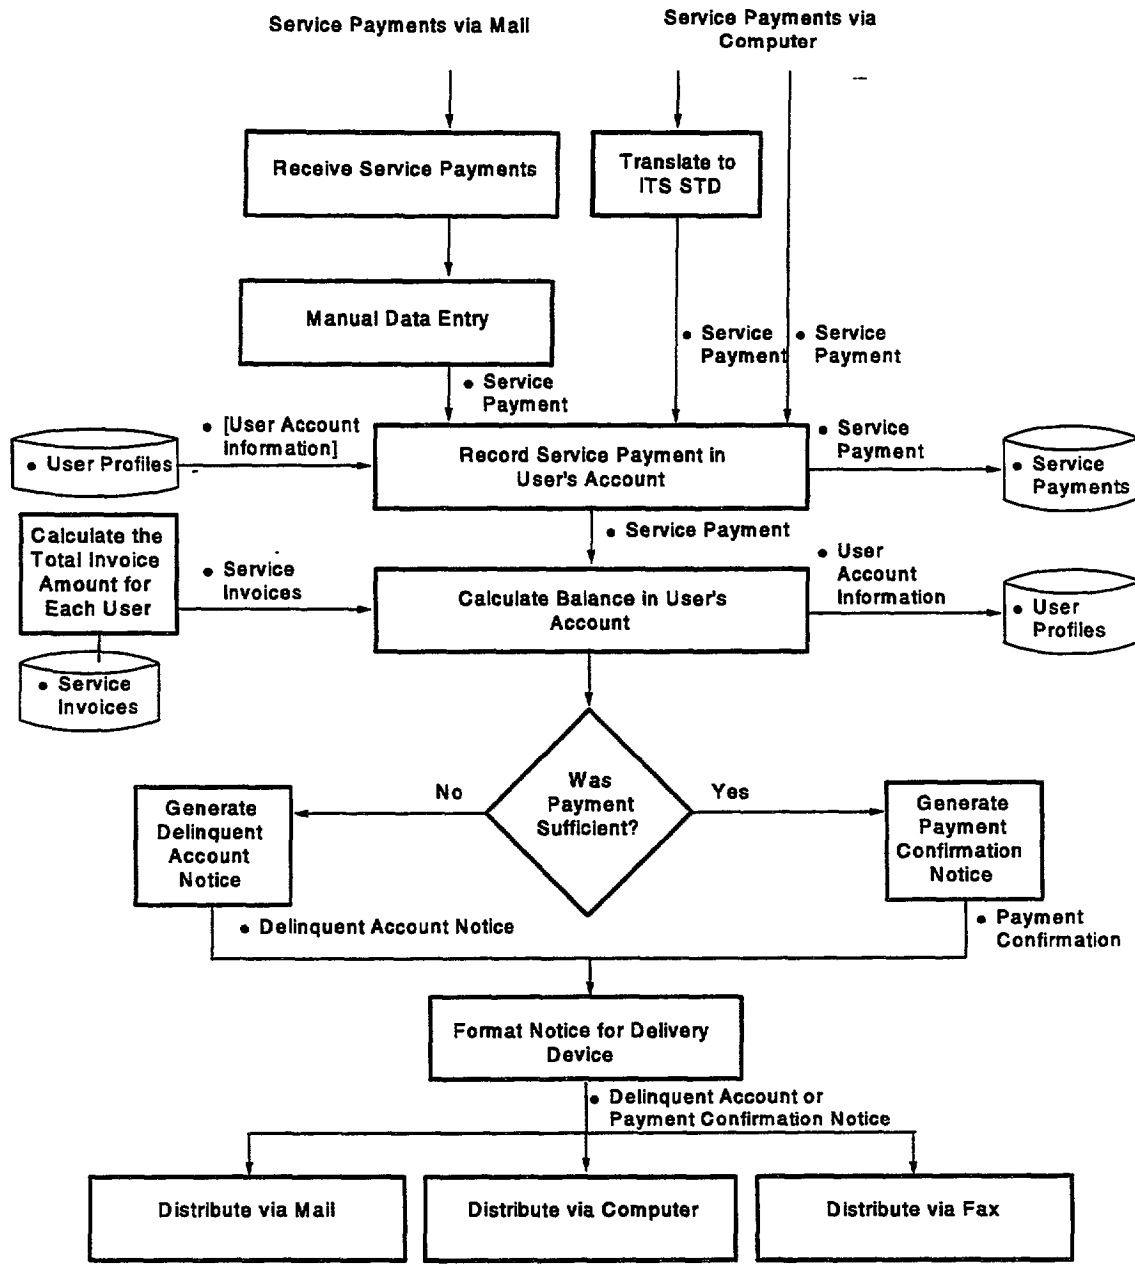 Service Payments via Mail
Service Payments via
Computer
Receive Service Payments
Translate to
ITS STD
Manual Data Entry
• Service
Payment
• Service
Payment
• Service
Payment
• [User Account
Information]
• User Profiles
Record Service Payment in
User's Account
• Service
Payment
• Service
Payments
Calculate the
Total Invoice
Amount for
Each User
• Service Payment
• Service
Invoices
Calculate Balance in User's
Account
• User
Account
Information
• User
Profiles
• Service
Invoices
Was
Payment
Sufficient?
No
Yes
Generate
Delinquent
Account
Notice
Generate
Payment
Confirmation
Notice
• Delinquent Account Notice
• Payment
Confirmation
Format Notice for Delivery
Device
• Delinquent Account or
Payment Confirmation Notice
Distribute via Mail
Distribute via Computer
Distribute via Fax